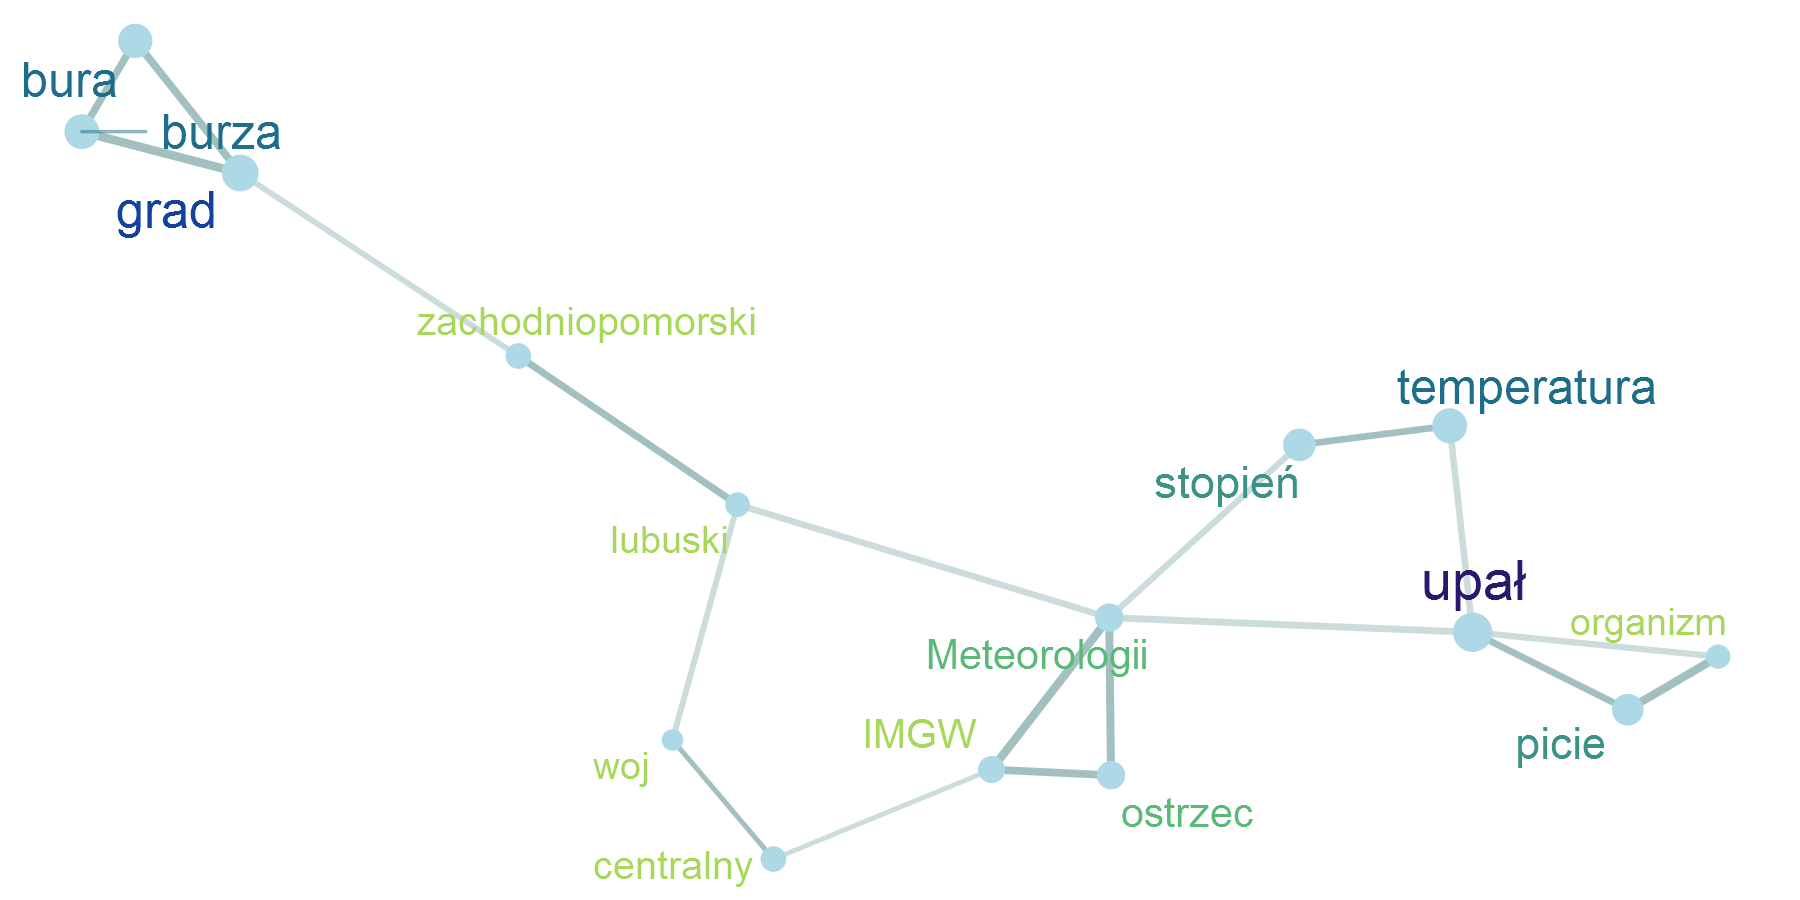 bura
burza
grad
zachodniopomorski
temperatura
stopień
lubuski
upał
organizm
Meteorologii
IMGW
picie
woj
ostrzec
centralny